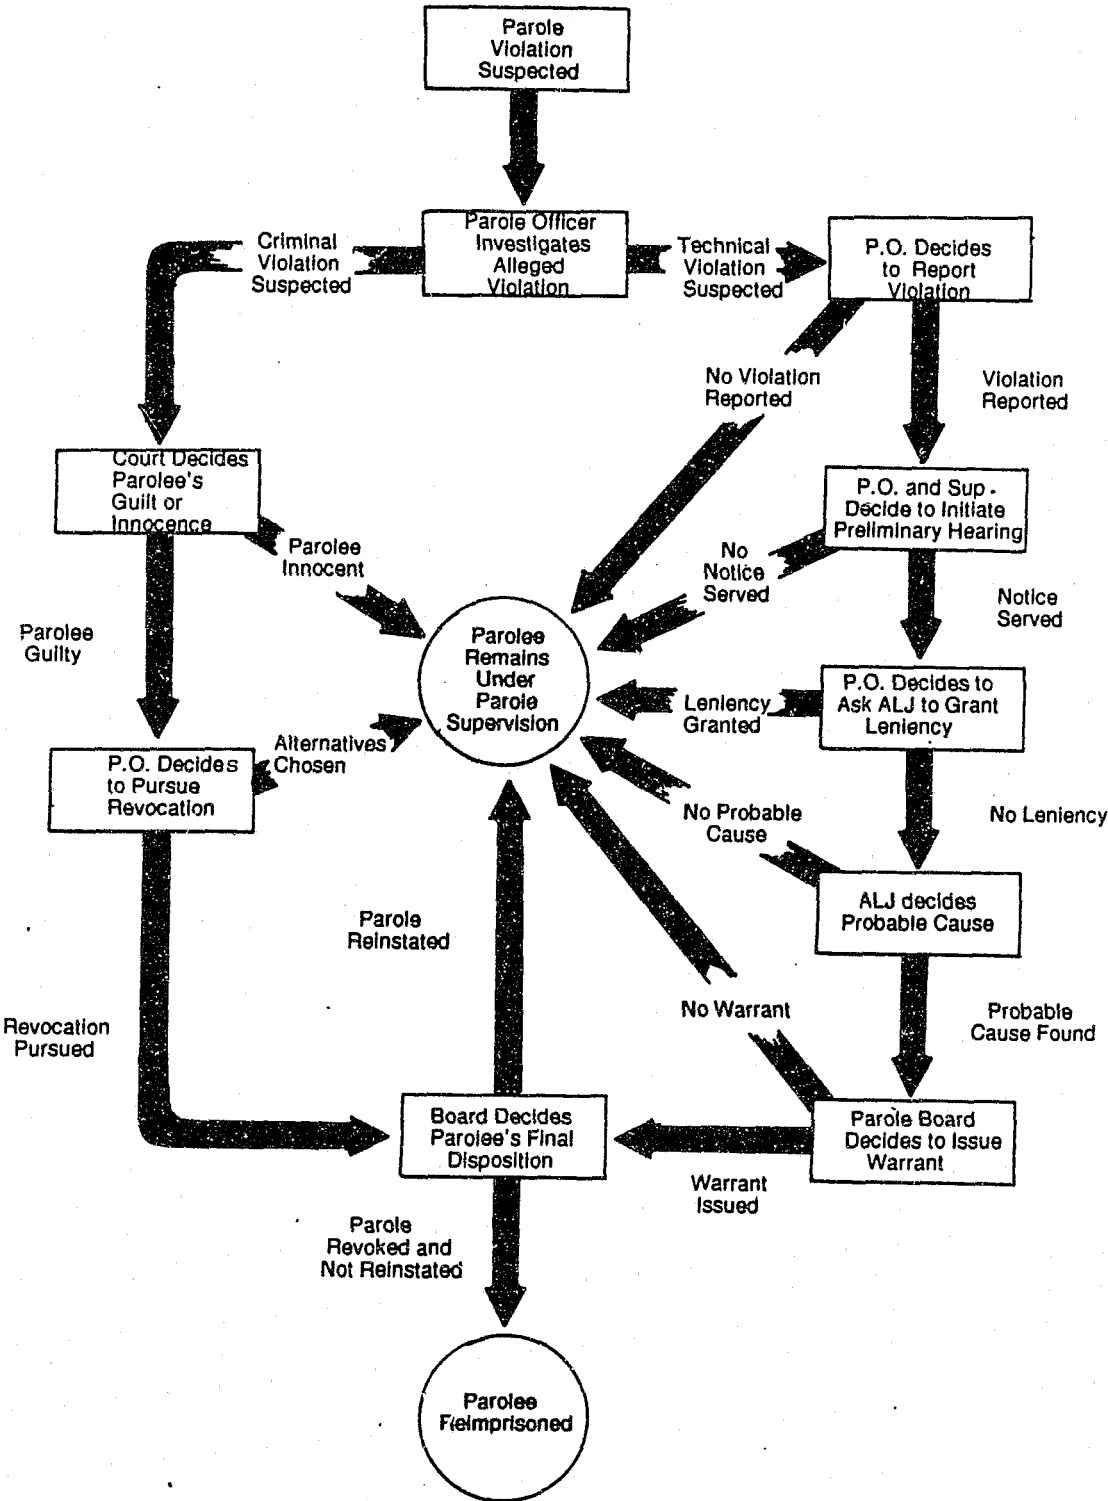 Parole
Violation
Suspected
Parole Officer
Investigates
Alleged
Violation
Criminal
Violation
Suspected
Technical
Violation
Suspected
P.O. Decides
to Report
Violation
No Violation
Reported
Violation
Reported
Court Decides
Parolee's
Guilt or
Innocence
P.O. and Sup.
Decide to Initiate
Preliminary Hearing
Parolee
Innocent
No
Notice
Served
Notice
Served
Parolee
Guilty
Parolee
Remains
Under
Parole
Supervision
P.O. Decides to
Ask ALJ to Grant
Leniency
Leniency
Granted
Alternatives
Chosen
P.O. Decides
to Pursue
Revocation
No Probable
Cause
No Leniency
ALJ decides
Probable Cause
Parole
Reinstated
No Warrant
Probable
Cause Found
Revocation
Pursued
Board Decides
Parolee's Final
Disposition
Parole Board
Decides to Issue
Warrant
Warrant
Issued
Parole
Revoked and
Not Reinstated
Parolee
Reimprisoned